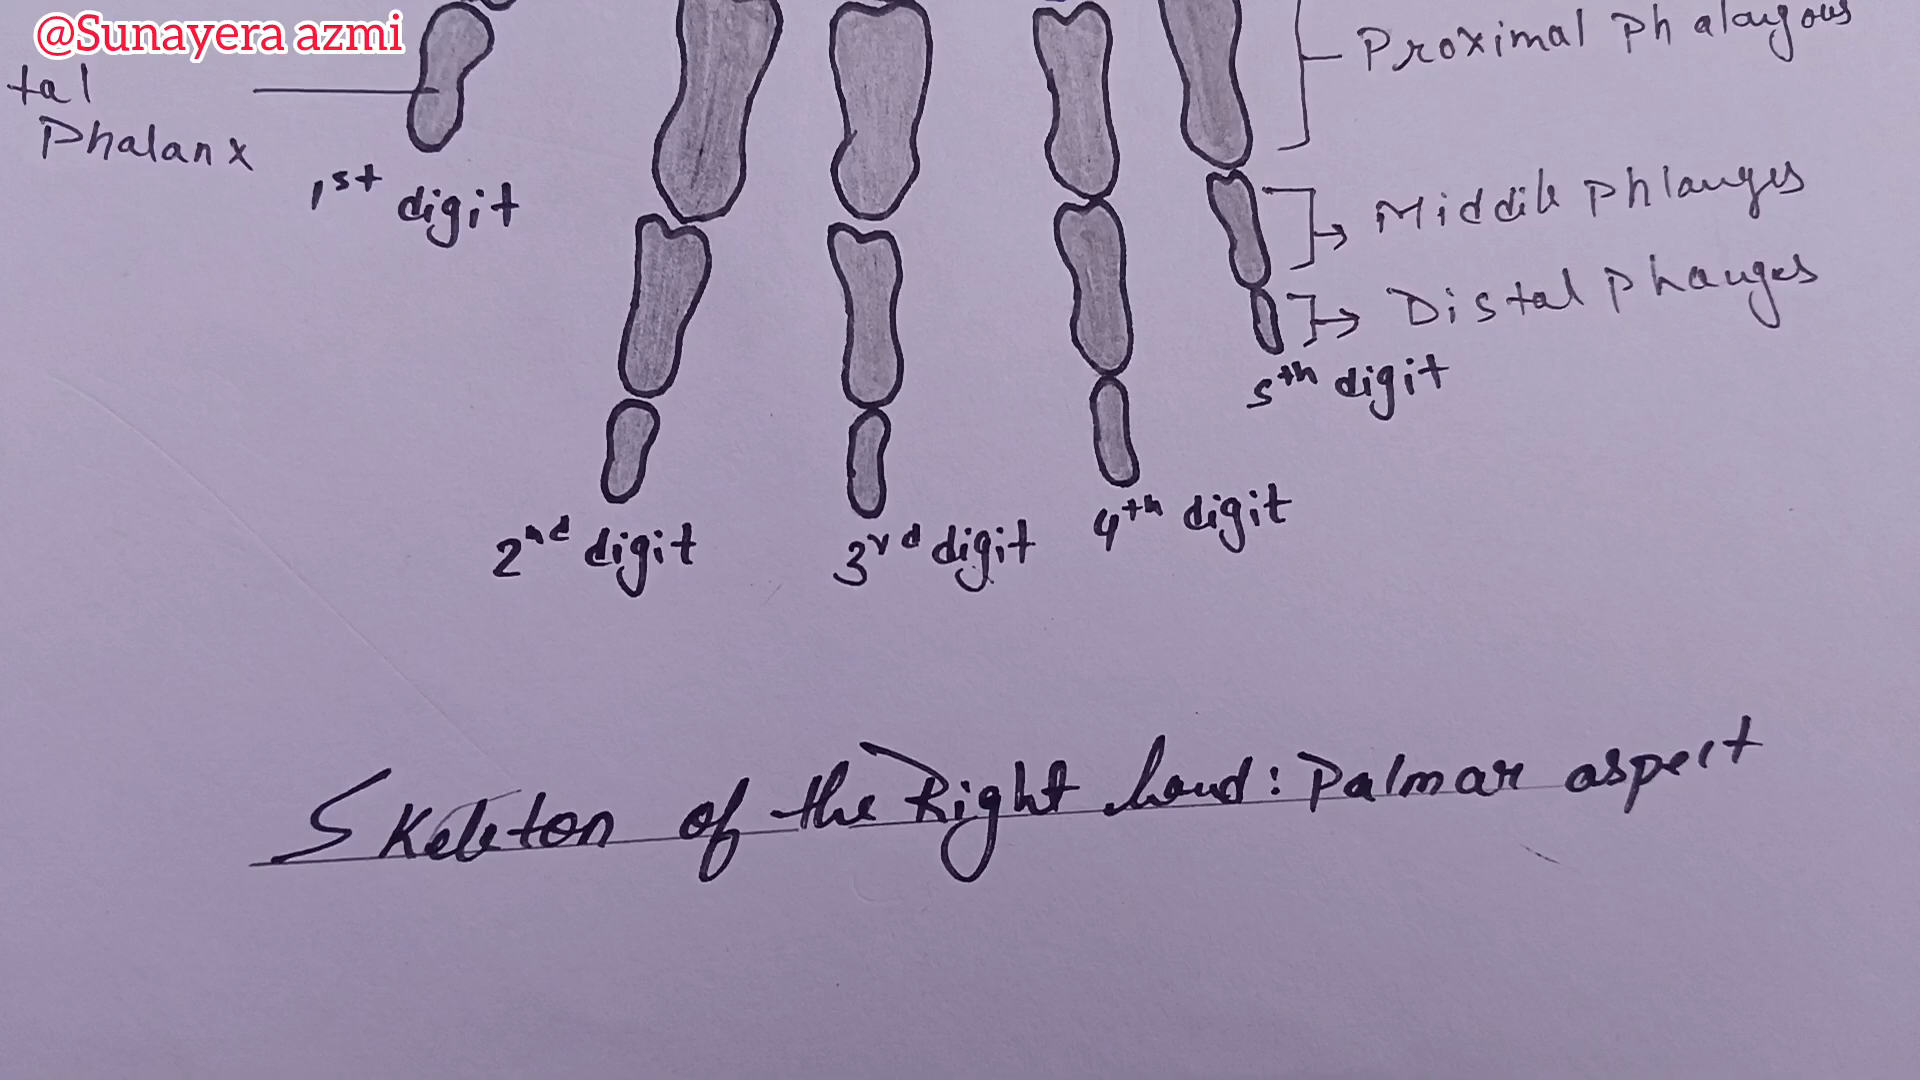 @Sunayera azmi
Proximal Phalangous
tal
Phalanx
1st digit
Middile Phlanges
Distal Phanges
5th digit
4th digit
2nd digit
3rd digit
Skeleton of the Right hand: Palmar aspect